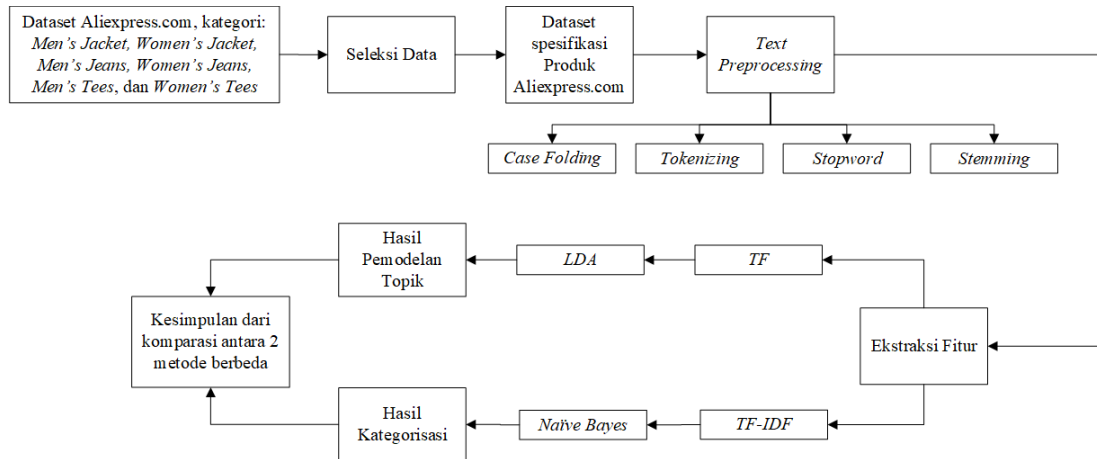 Dataset Aliexpress.com, kategori:
Men's Jacket, Women's Jacket,
Men's Jeans, Women's Jeans,
Men's Tees, dan Women's Tees
Seleksi Data
Dataset
spesifikasi
Produk
Aliexpress.com
Text
Preprocessing
Case Folding
Tokenizing
Stopword
Stemming
Hasil
Pemodelan
Topik
LDA
TF
Kesimpulan dari
komparasi antara 2
metode berbeda
Ekstraksi Fitur
Hasil
Kategorisasi
Naïve Bayes
TF-IDF